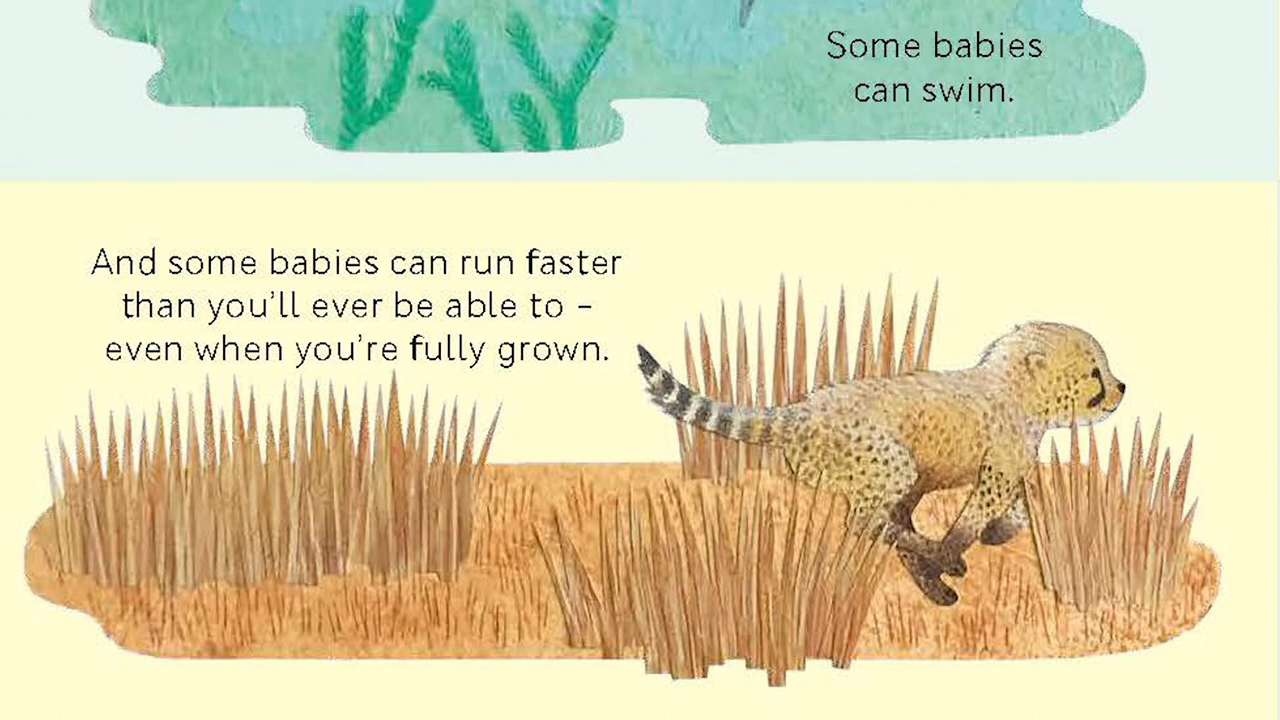 Some babies
can swim.
And some babies can run faster
than you'll ever be able to –
even when you're fully grown.